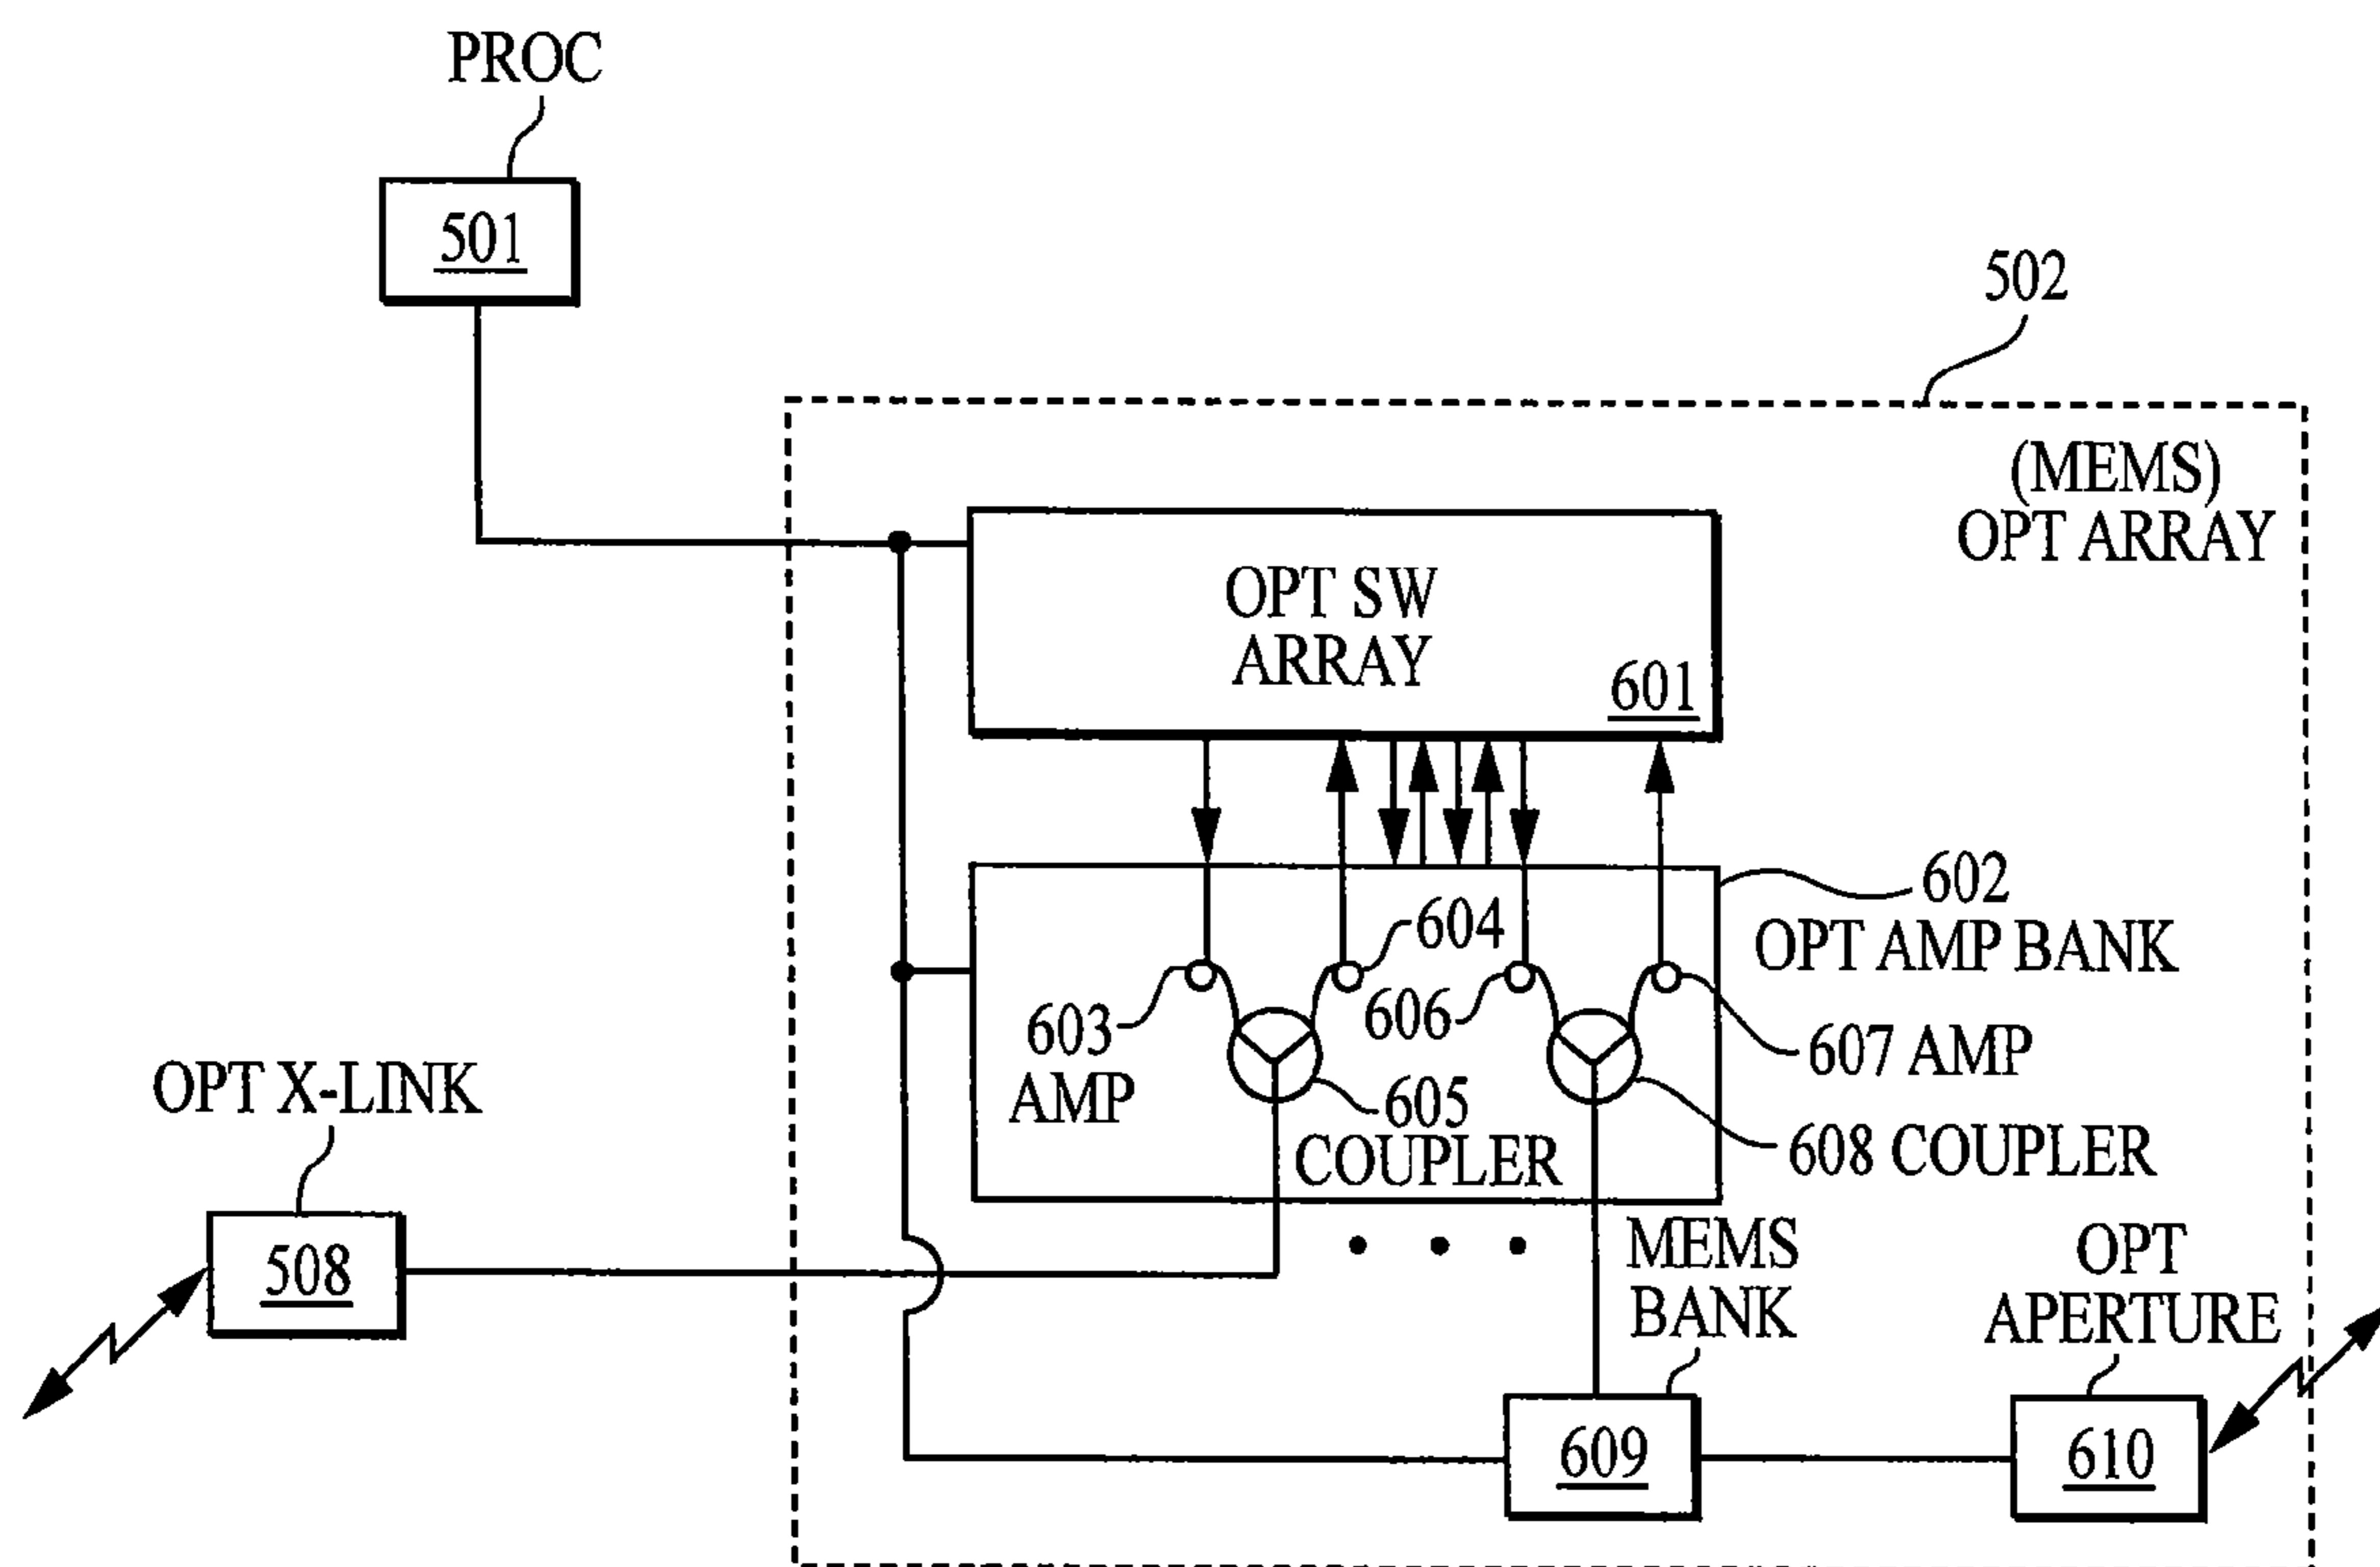 PROC
501
502
(MEMS)
OPT ARRAY
OPT SW
ARRAY
601
602
OPT AMP BANK
604
603
AMP
606
607 AMP
605
COUPLER
608 COUPLER
OPT X-LINK
508
MEMS
BANK
609
OPT
APERTURE
610